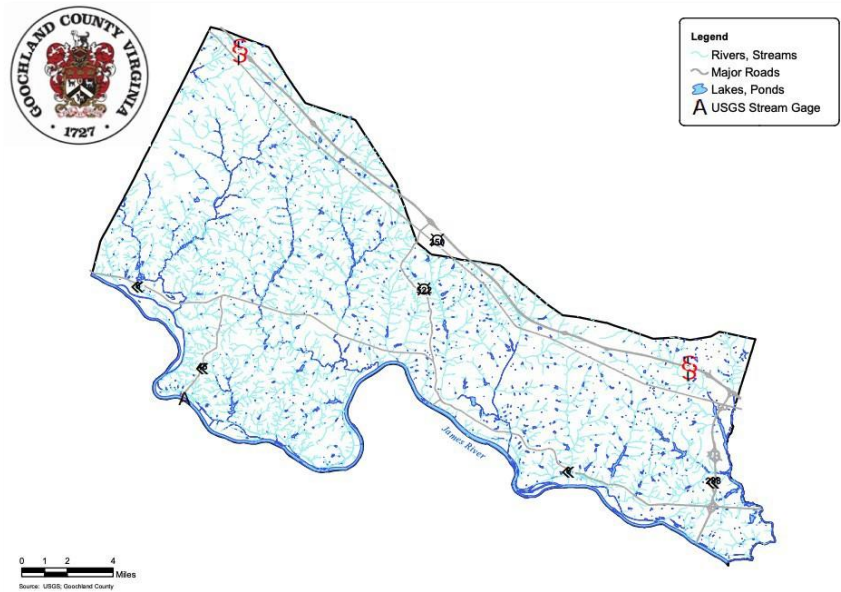 GOOCHLAND COUNTY VIRGINIA
• 1727 •
Legend
Rivers, Streams
Major Roads
Lakes, Ponds
A USGS Stream Gage
250
522
A
James River
288
0 1 2 4
Miles
Source: USGS; Goochland County